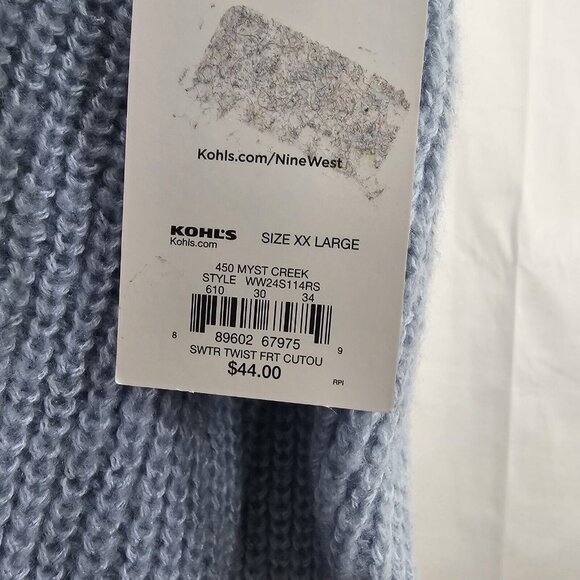 Kohls.com/NineWest
KOHL'S SIZE XX LARGE
Kohls.com
450 MYST CREEK
STYLE WW24S114RS
610 30 34
8 89602 67975 9
SWTR TWIST FRT CUTOU
$44.00
RPI